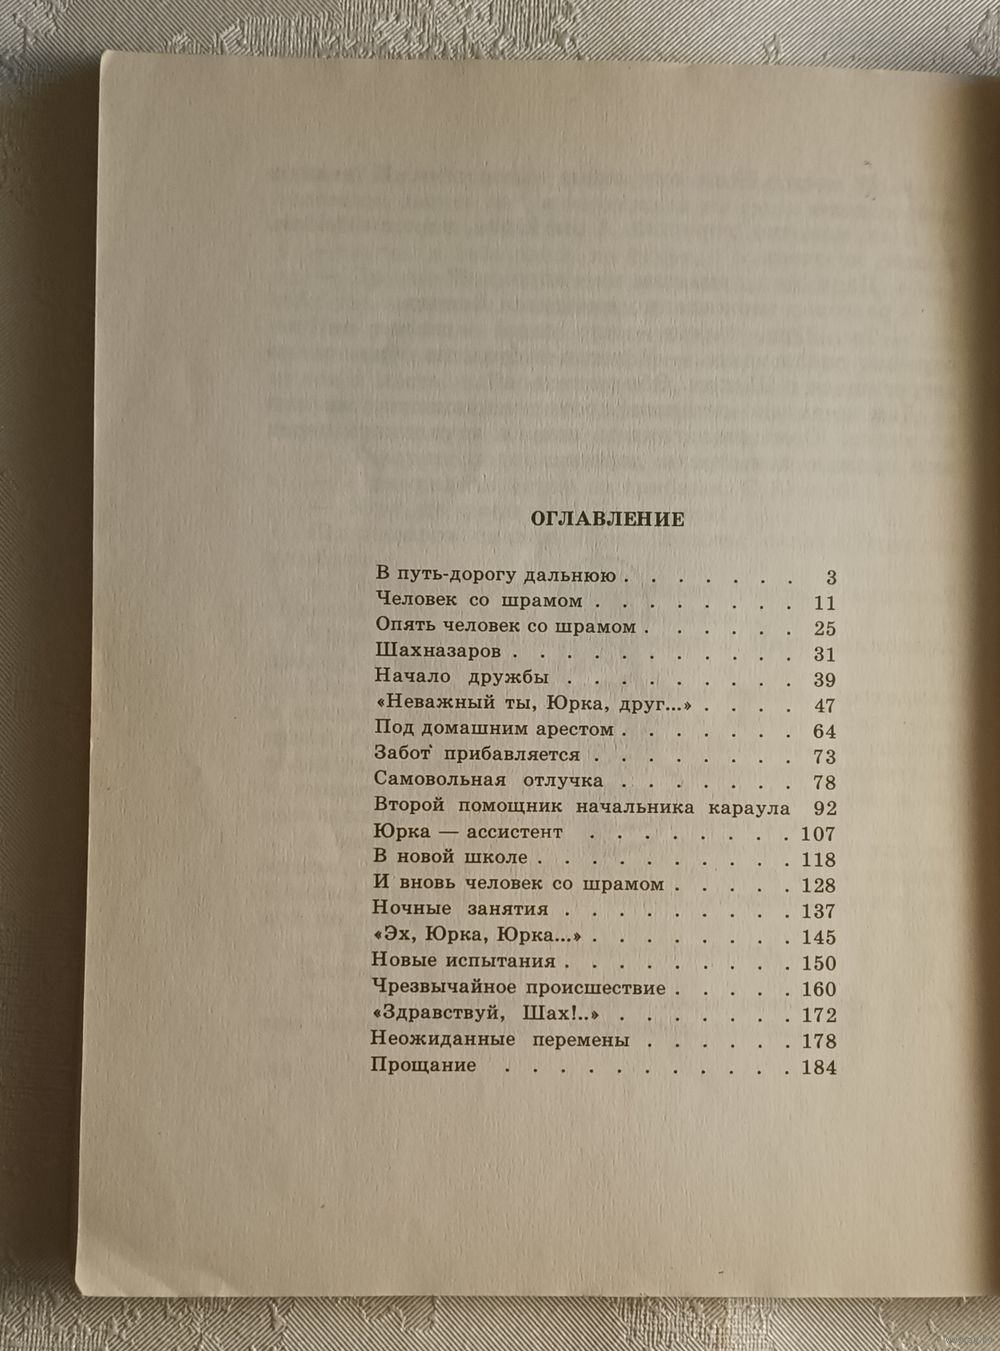 ОГЛАВЛЕНИЕ
В путь-дорогу дальнюю . . . . . . . 3
Человек со шрамом . . . . . . . . 11
Опять человек со шрамом . . . . . . 25
Шахназаров . . . . . . . . . . . 31
Начало дружбы . . . . . . . . . 39
«Неважный ты, Юрка, друг...» . . . . 47
Под домашним арестом . . . . . . . 64
Забот прибавляется . . . . . . . . 73
Самовольная отлучка . . . . . . . 78
Второй помощник начальника караула 92
Юрка — ассистент . . . . . . . . 107
В новой школе . . . . . . . . . . 118
И вновь человек со шрамом . . . . . 128
Ночные занятия . . . . . . . . . 137
«Эх, Юрка, Юрка...» . . . . . . . . 145
Новые испытания . . . . . . . . . 150
Чрезвычайное происшествие . . . . . 160
«Здравствуй, Шах!..» . . . . . . . 172
Неожиданные перемены . . . . . . 178
Прощание . . . . . . . . . . . 184